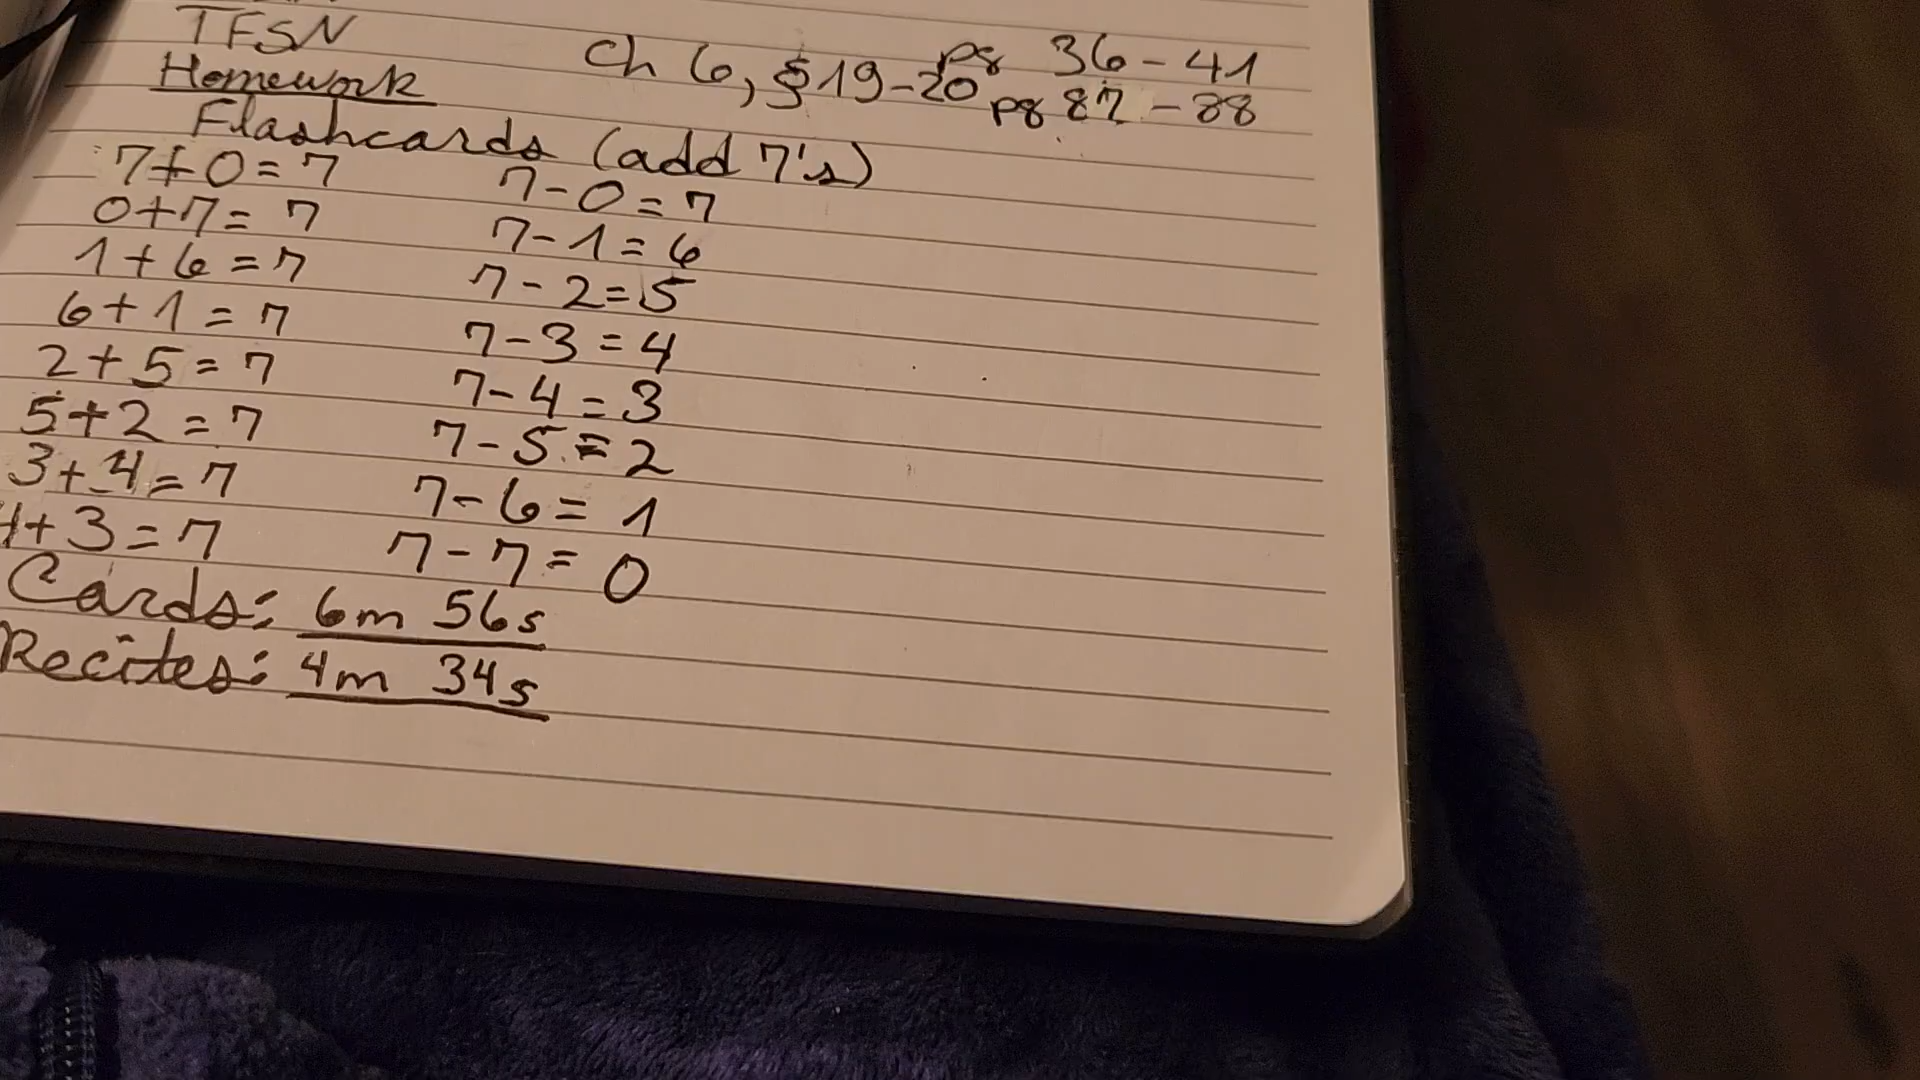 TFSN
Homework
Ch 6, §19-20 pg 36-41
pg 87-88
Flashcards (add 7's)
7+0=7 7-0=7
0+7=7 7-1=6
1+6=7 7-2=5
6+1=7 7-3=4
2+5=7 7-4=3
5+2=7 7-5=2
3+4=7 7-6=1
4+3=7 7-7=0
Cards: 6m 56s
Recites: 4m 34s